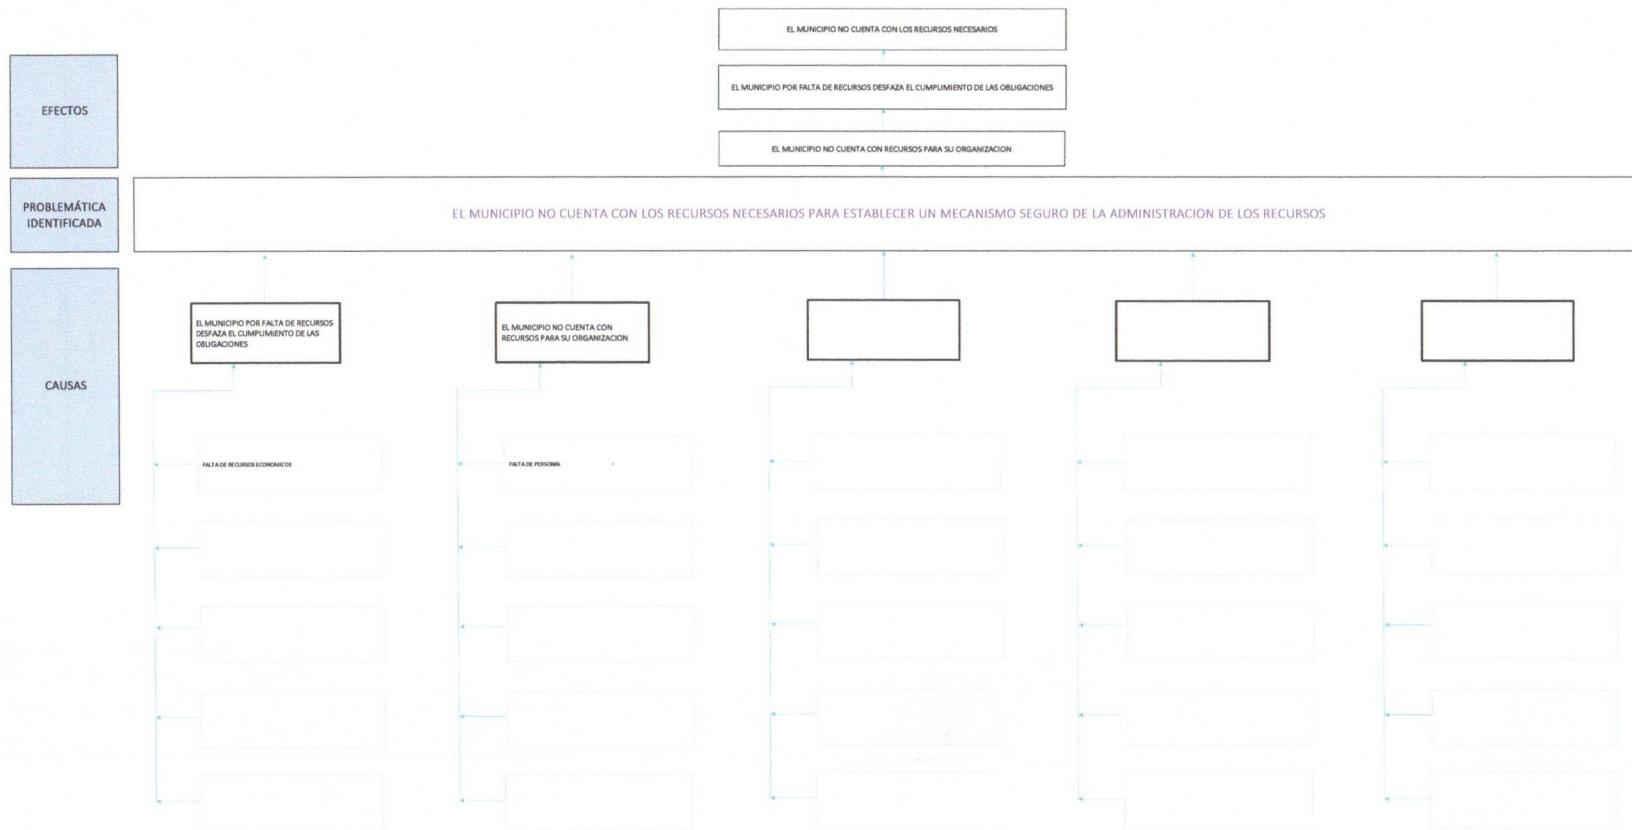 EL MUNICIPIO NO CUENTA CON LOS RECURSOS NECESARIOS
EFECTOS
EL MUNICIPIO POR FALTA DE RECURSOS DESFAZA EL CUMPLIMIENTO DE LAS OBLIGACIONES
EL MUNICIPIO NO CUENTA CON RECURSOS PARA SU ORGANIZACION
PROBLEMÁTICA
IDENTIFICADA
EL MUNICIPIO NO CUENTA CON LOS RECURSOS NECESARIOS PARA ESTABLECER UN MECANISMO SEGURO DE LA ADMINISTRACION DE LOS RECURSOS
CAUSAS
EL MUNICIPIO POR FALTA DE RECURSOS
DESFAZA EL CUMPLIMIENTO DE LAS
OBLIGACIONES
EL MUNICIPIO NO CUENTA CON
RECURSOS PARA SU ORGANIZACION
FALTA DE RECURSOS ECONOMICOS
FALTA DE PERSONAL